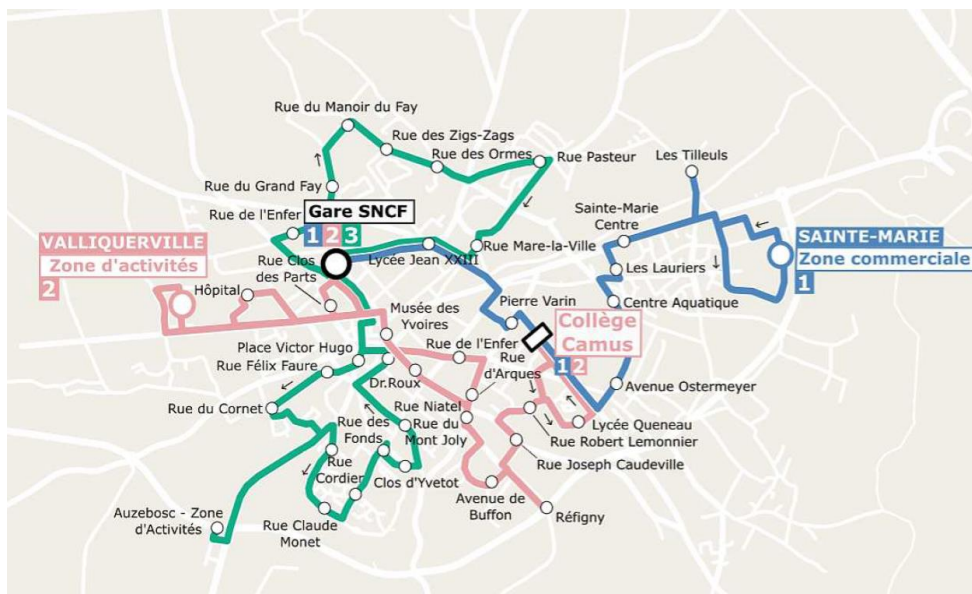 Rue du Manoir du Fay
Rue des Zigs-Zags
Rue des Ormes
Rue Pasteur
Les Tilleuls
Rue du Grand Fay
Rue de l'Enfer
Gare SNCF
1 2 3
Sainte-Marie
Centre
VALLIQUERVILLE
Zone d'activités
2
Rue Clos
des Parts
Lycée Jean XXIII
Rue Mare-la-Ville
SAINTE-MARIE
Zone commerciale
1
Les Lauriers
Hôpital
Musée des
Yvoires
Pierre Varin
Centre Aquatique
Collège
Camus
1 2
Place Victor Hugo
Rue de l'Enfer
Rue Félix Faure
Rue
d'Arques
Dr.Roux
Avenue Ostermeyer
Rue du Cornet
Rue des
Fonds
Rue Niatel
Rue du
Mont Joly
Lycée Queneau
Rue Robert Lemonnier
Rue
Cordier
Clos d'Yvetot
Rue Joseph Caudeville
Auzebosc - Zone
d'Activités
Rue Claude
Monet
Avenue de
Buffon
Réfigny